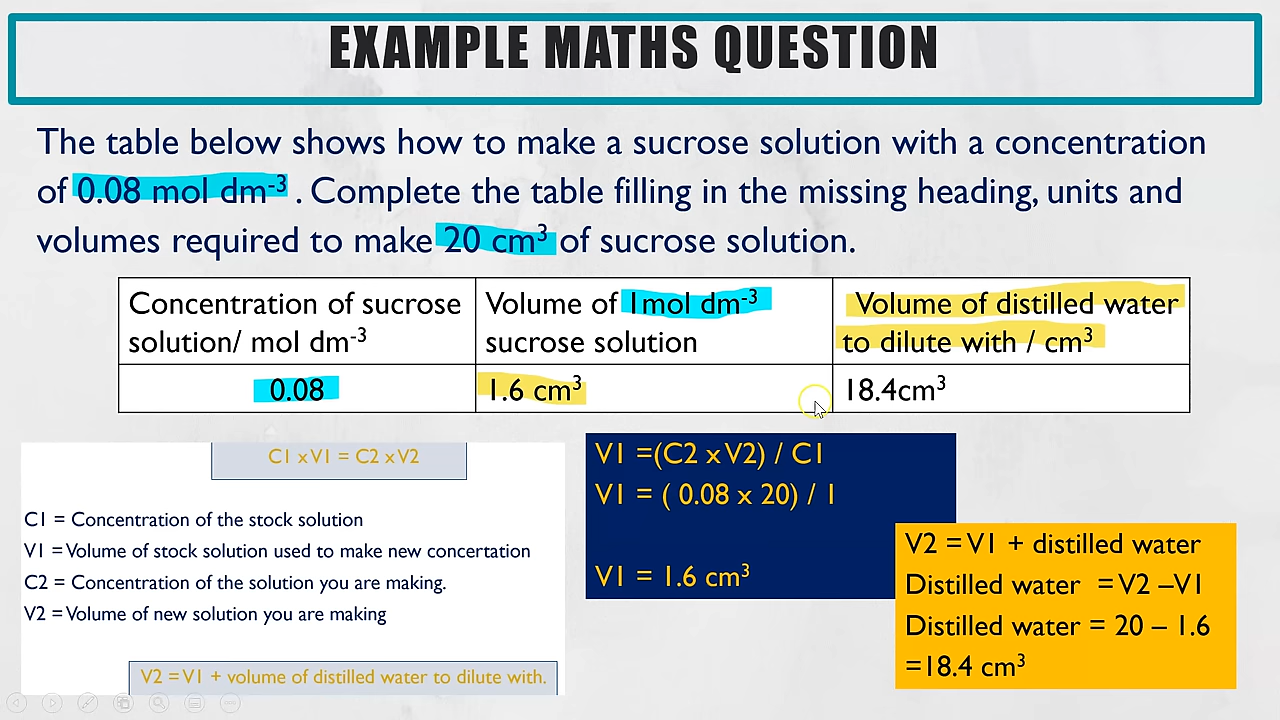 EXAMPLE MATHS QUESTION
The table below shows how to make a sucrose solution with a concentration
of 0.08 mol dm⁻³ . Complete the table filling in the missing heading, units and
volumes required to make 20 cm³ of sucrose solution.
Concentration of sucrose
solution/ mol dm⁻³
Volume of 1mol dm⁻³
sucrose solution
Volume of distilled water
to dilute with / cm³
0.08
1.6 cm³
18.4cm³
C1 x V1 = C2 x V2
C1 = Concentration of the stock solution
V1 = Volume of stock solution used to make new concertation
C2 = Concentration of the solution you are making.
V2 = Volume of new solution you are making
V2 = V1 + volume of distilled water to dilute with.
V1 =(C2 x V2) / C1
V1 = ( 0.08 x 20) / 1
V1 = 1.6 cm³
V2 = V1 + distilled water
Distilled water = V2 –V1
Distilled water = 20 – 1.6
=18.4 cm³